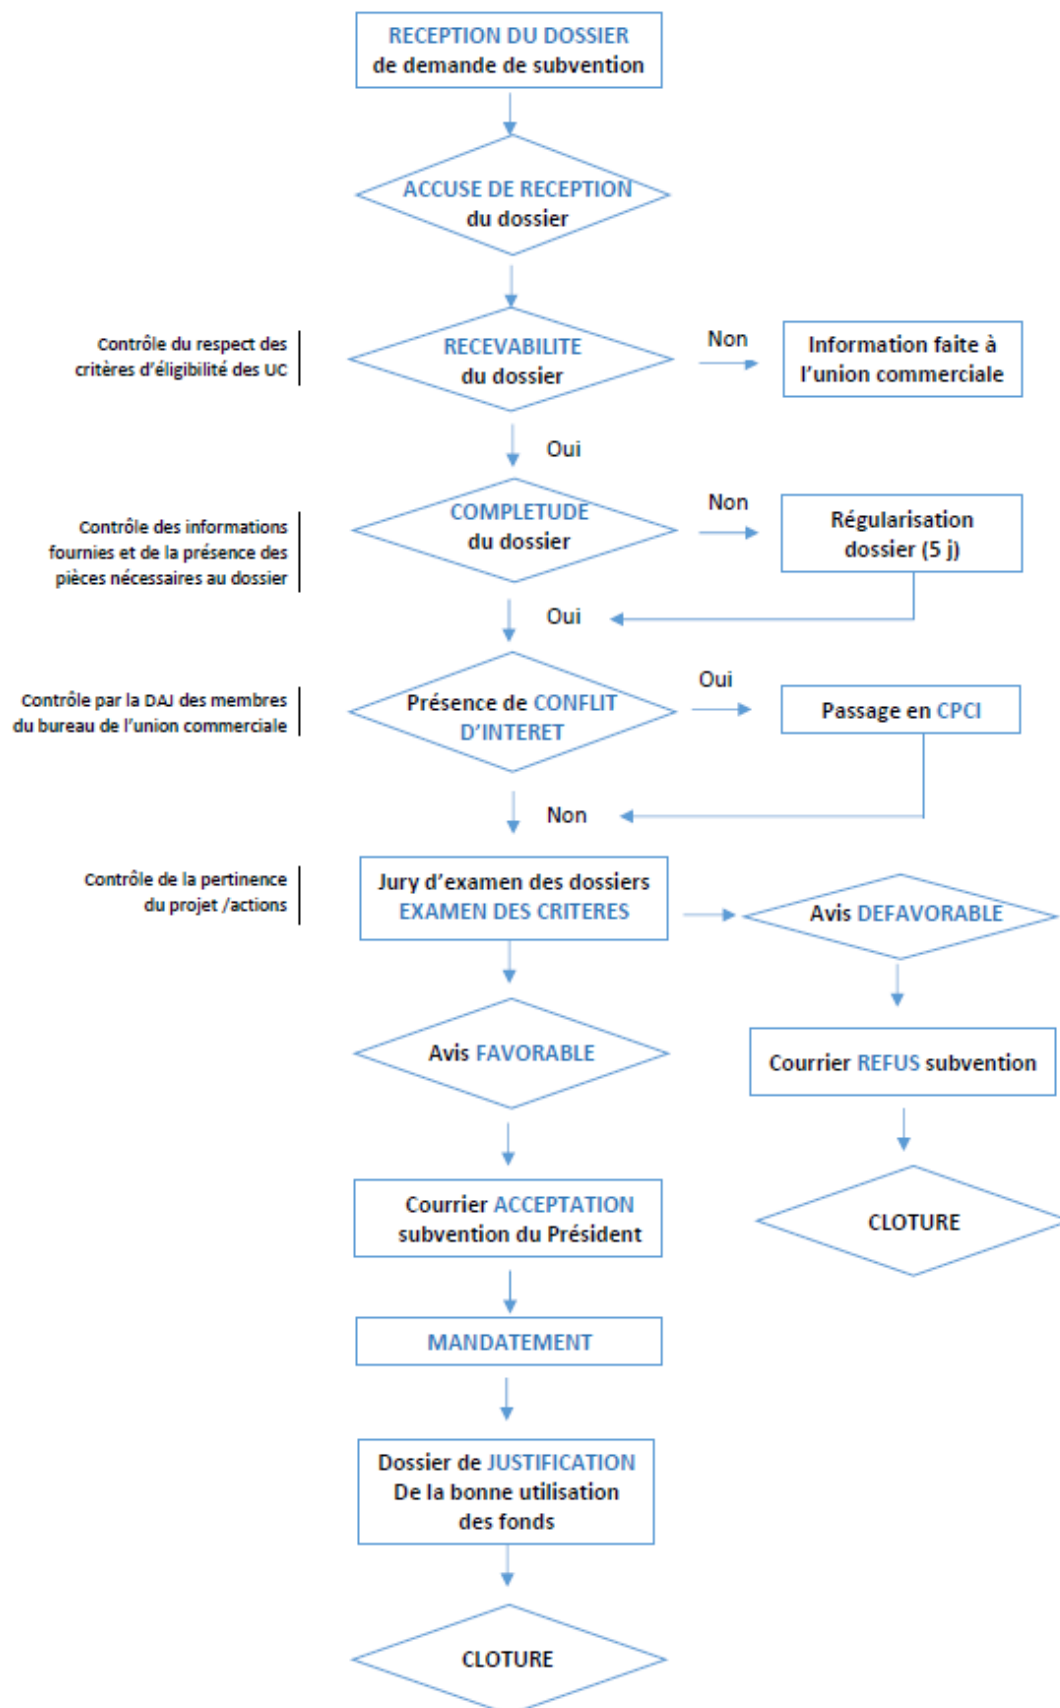 RECEPTION DU DOSSIER
de demande de subvention
ACCUSE DE RECEPTION
du dossier
Contrôle du respect des
critères d'éligibilité des UC
RECEVABILITE
du dossier
Non
Information faite à
l'union commerciale
Oui
Contrôle des informations
fournies et de la présence des
pièces nécessaires au dossier
COMPLETUDE
du dossier
Non
Régularisation
dossier (5 j)
Oui
Contrôle par la DAJ des membres
du bureau de l'union commerciale
Présence de CONFLIT
D'INTERET
Oui
Passage en CPCI
Non
Contrôle de la pertinence
du projet /actions
Jury d'examen des dossiers
EXAMEN DES CRITERES
Avis DEFAVORABLE
Avis FAVORABLE
Courrier REFUS subvention
Courrier ACCEPTATION
subvention du Président
CLOTURE
MANDATEMENT
Dossier de JUSTIFICATION
De la bonne utilisation
des fonds
CLOTURE